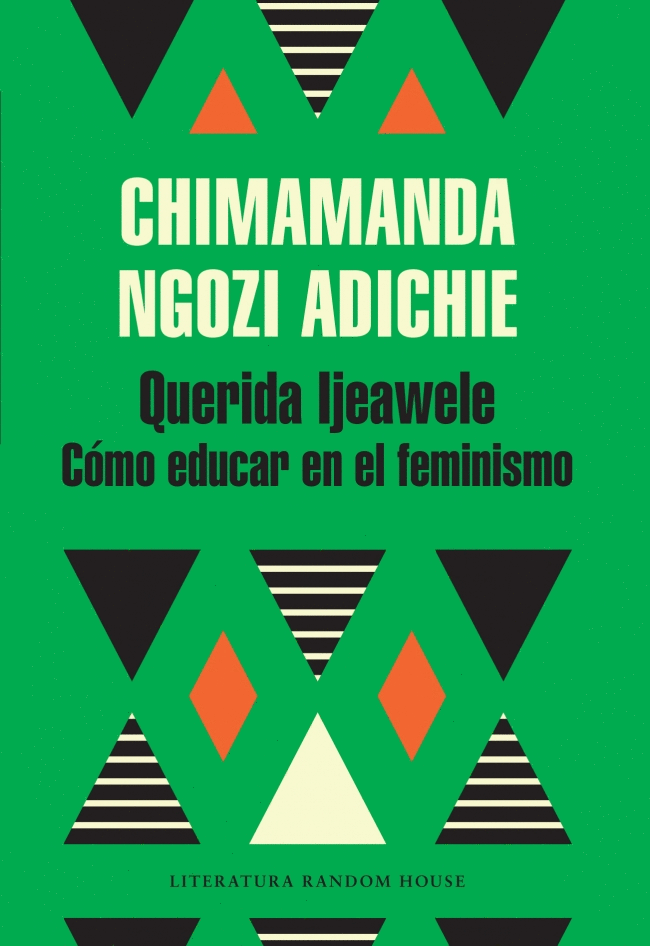 CHIMAMANDA
NGOZI ADICHIE
Querida Ijeawele
Cómo educar en el feminismo
LITERATURA RANDOM HOUSE